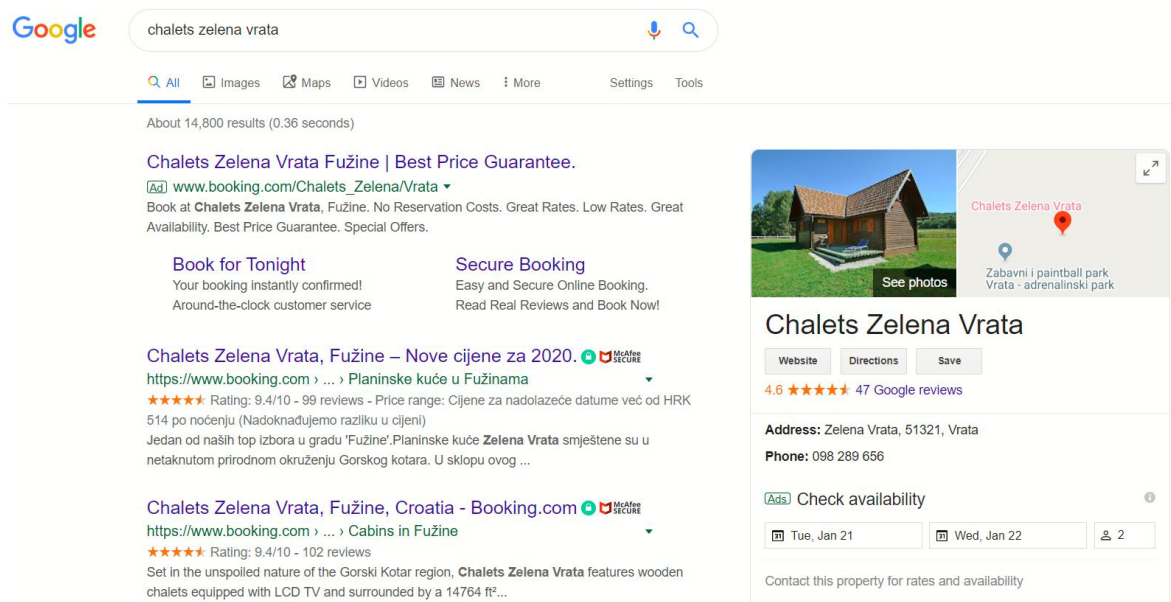 Google
chalets zelena vrata
All Images Maps Videos News More Settings Tools
About 14,800 results (0.36 seconds)
Chalets Zelena Vrata Fužine | Best Price Guarantee.
Ad www.booking.com/Chalets_Zelena/Vrata
Book at Chalets Zelena Vrata, Fužine. No Reservation Costs. Great Rates. Low Rates. Great
Availability. Best Price Guarantee. Special Offers.
Book for Tonight
Your booking instantly confirmed!
Around-the-clock customer service
Secure Booking
Easy and Secure Online Booking.
Read Real Reviews and Book Now!
Chalets Zelena Vrata, Fužine – Nove cijene za 2020. McAfee SECURE
https://www.booking.com › ... › Planinske kuće u Fužinama
Rating: 9.4/10 - 99 reviews - Price range: Cijene za nadolazeće datume već od HRK
514 po noćenju (Nadoknađujemo razliku u cijeni)
Jedan od naših top izbora u gradu 'Fužine'.Planinske kuće Zelena Vrata smještene su u
netaknutom prirodnom okruženju Gorskog kotara. U sklopu ovog ...
Chalets Zelena Vrata, Fužine, Croatia - Booking.com McAfee SECURE
https://www.booking.com › ... › Cabins in Fužine
Rating: 9.4/10 - 102 reviews
Set in the unspoiled nature of the Gorski Kotar region, Chalets Zelena Vrata features wooden
chalets equipped with LCD TV and surrounded by a 14764 ft²...
See photos
Chalets Zelena Vrata
Zabavni i paintball park
Vrata - adrenalinski park
Chalets Zelena Vrata
Website Directions Save
4.6 47 Google reviews
Address: Zelena Vrata, 51321, Vrata
Phone: 098 289 656
Ads Check availability
31 Tue, Jan 21 31 Wed, Jan 22 2
Contact this property for rates and availability